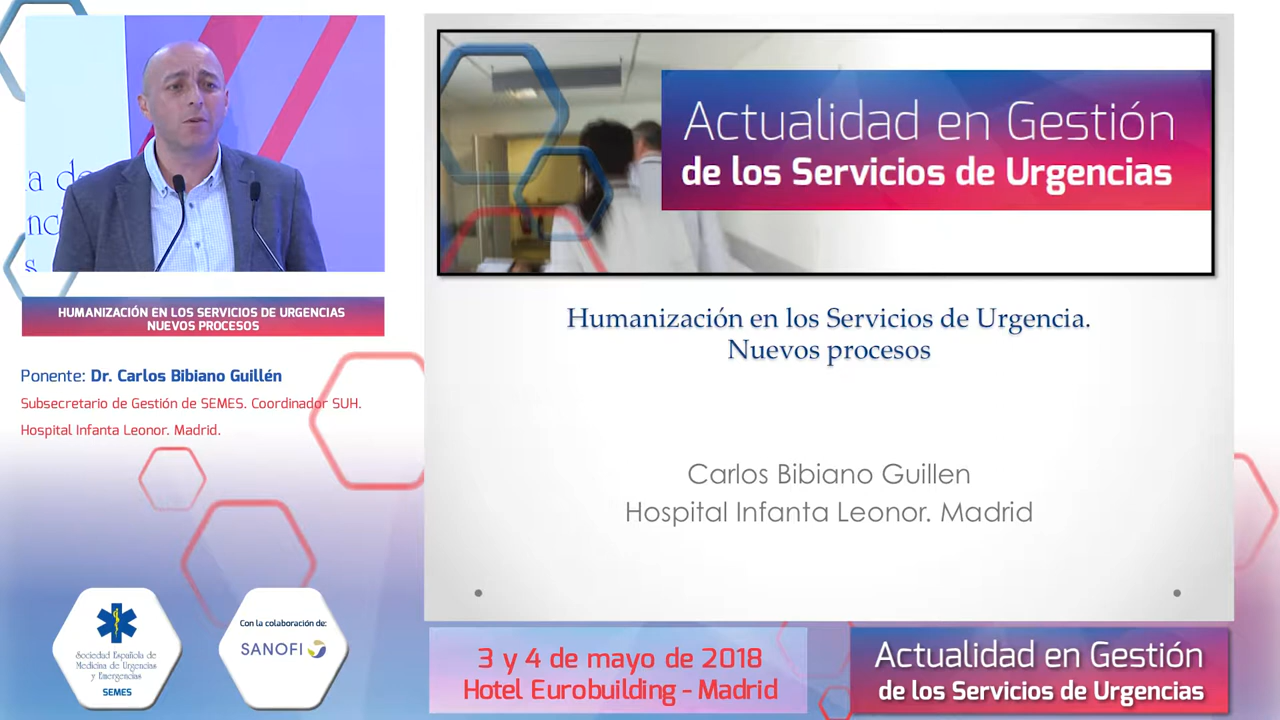 a de
HUMANIZACIÓN EN LOS SERVICIOS DE URGENCIAS
NUEVOS PROCESOS
Ponente: Dr. Carlos Bibiano Guillén
Subsecretario de Gestión de SEMES. Coordinador SUH.
Hospital Infanta Leonor. Madrid.
Sociedad Española de
Medicina de Urgencias
y Emergencias
SEMES
Con la colaboración de:
SANOFI
Actualidad en Gestión
de los Servicios de Urgencias
Humanización en los Servicios de Urgencia.
Nuevos procesos
Carlos Bibiano Guillen
Hospital Infanta Leonor. Madrid
3 y 4 de mayo de 2018
Hotel Eurobuilding - Madrid
Actualidad en Gestión
de los Servicios de Urgencias